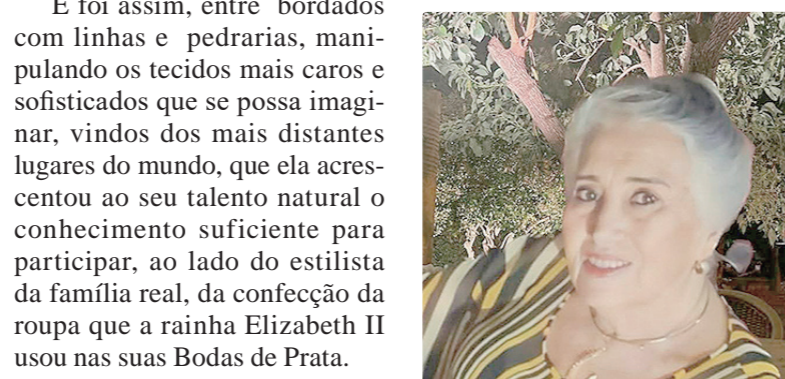 E foi assim, entre bordados
com linhas e pedrarias, mani-
pulando os tecidos mais caros e
sofisticados que se possa imagi-
nar, vindos dos mais distantes
lugares do mundo, que ela acres-
centou ao seu talento natural o
conhecimento suficiente para
participar, ao lado do estilista
da família real, da confecção da
roupa que a rainha Elizabeth II
usou nas suas Bodas de Prata.